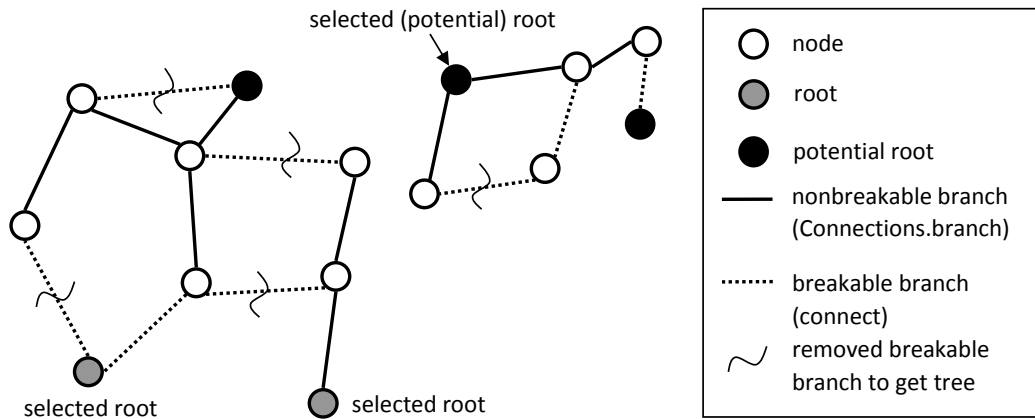 selected (potential) root
selected root
selected root
node
root
potential root
nonbreakable branch
(Connections.branch)
breakable branch
(connect)
removed breakable
branch to get tree